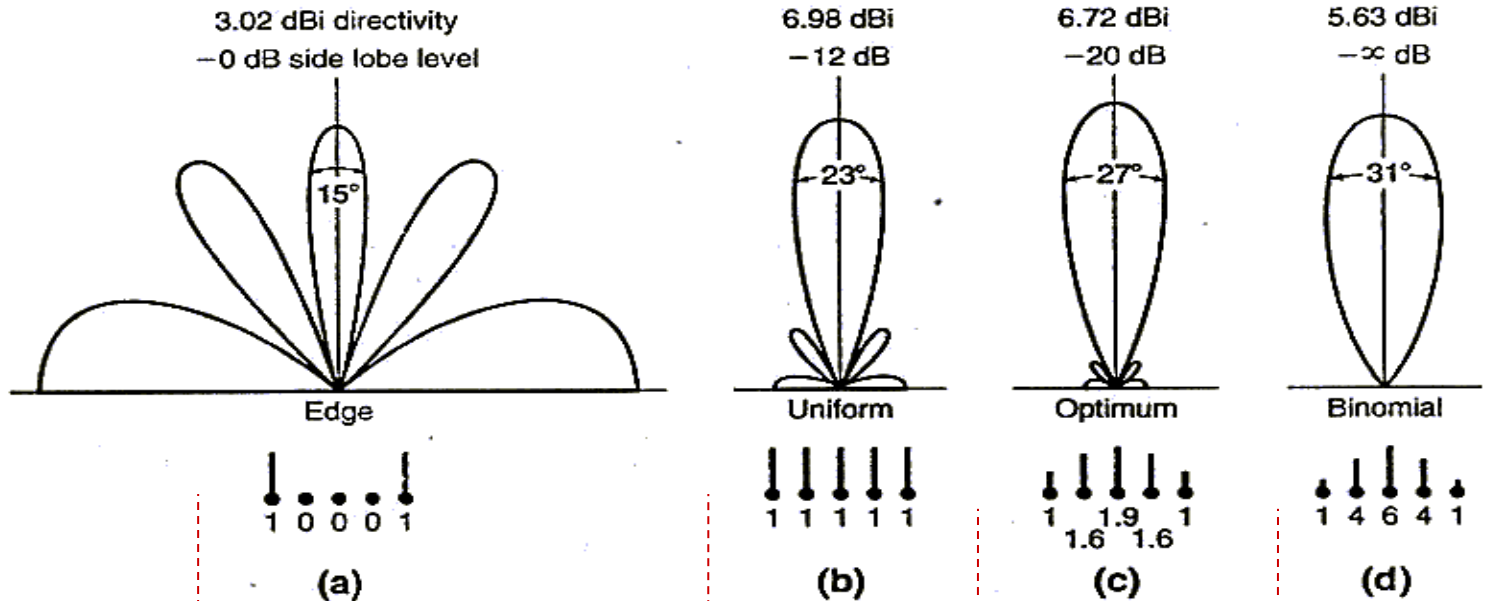 3.02 dBi directivity
−0 dB side lobe level
15°
Edge
1 0 0 0 1
(a)
6.98 dBi
−12 dB
23°
Uniform
1 1 1 1 1
(b)
6.72 dBi
−20 dB
27°
Optimum
1 1.9 1
1.6 1.6
(c)
5.63 dBi
−∞ dB
31°
Binomial
1 4 6 4 1
(d)